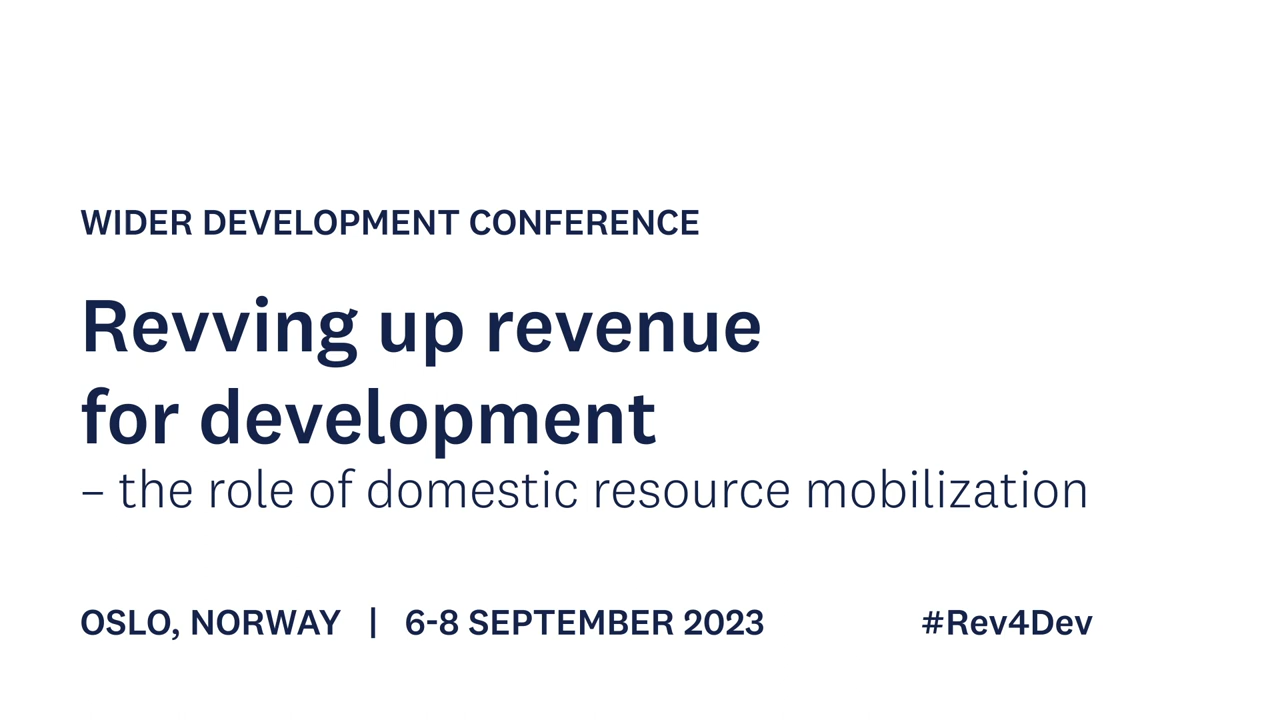 WIDER DEVELOPMENT CONFERENCE
Revving up revenue
for development
– the role of domestic resource mobilization
OSLO, NORWAY | 6-8 SEPTEMBER 2023 #Rev4Dev